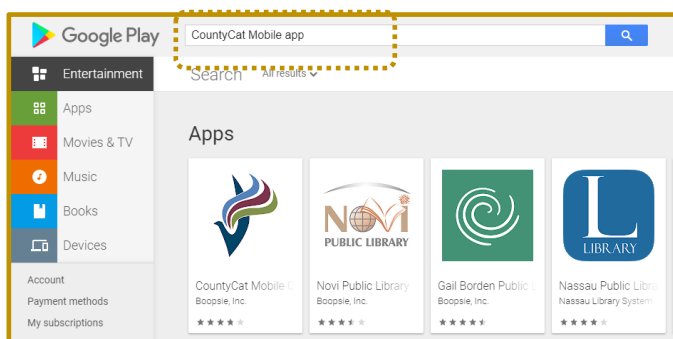 Google Play
CountyCat Mobile app
Entertainment
Search All results
Apps
Movies & TV
Music
Books
Devices
Account
Payment methods
My subscriptions
Apps
NOVI
PUBLIC LIBRARY
L
LIBRARY
CountyCat Mobile
Boopsie, Inc.
Novi Public Library
Boopsie, Inc.
Gail Borden Public
Boopsie, Inc.
Nassau Public
Nassau Library System